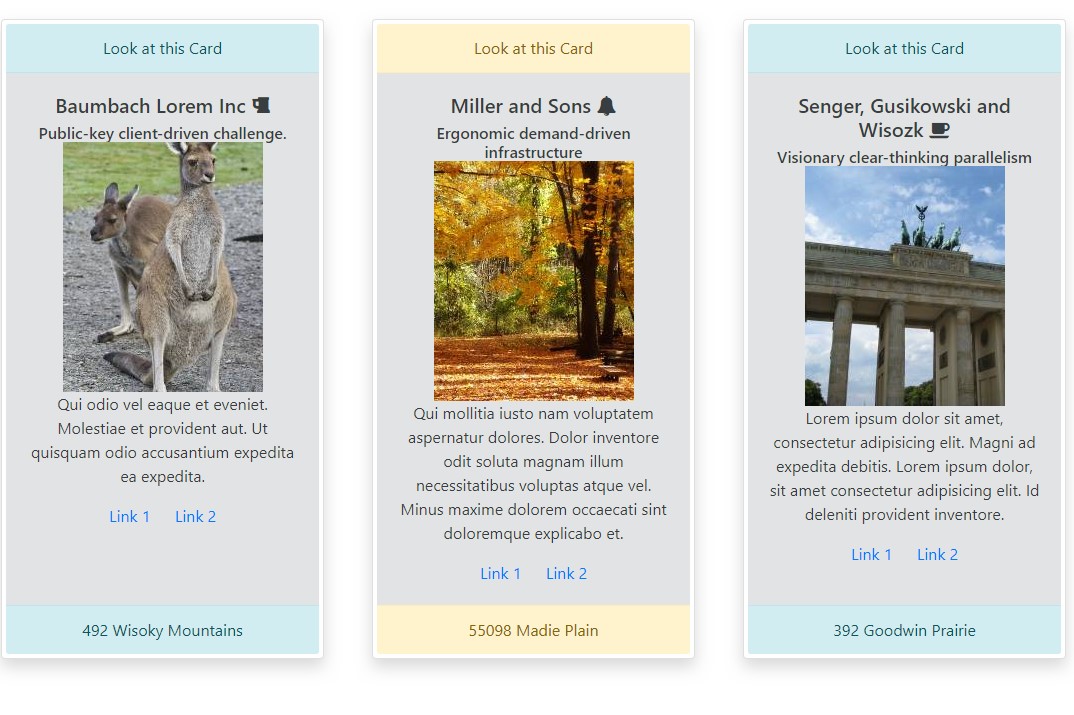 Look at this Card
Baumbach Lorem Inc
Public-key client-driven challenge.
Qui odio vel eaque et eveniet.
Molestiae et provident aut. Ut
quisquam odio accusantium expedita
ea expedita.
Link 1 Link 2
492 Wisoky Mountains
Look at this Card
Miller and Sons
Ergonomic demand-driven
infrastructure
Qui mollitia iusto nam voluptatem
aspernatur dolores. Dolor inventore
odit soluta magnam illum
necessitatibus voluptas atque vel.
Minus maxime dolorem occaecati sint
doloremque explicabo et.
Link 1 Link 2
55098 Madie Plain
Look at this Card
Senger, Gusikowski and
Wisozk
Visionary clear-thinking parallelism
Lorem ipsum dolor sit amet,
consectetur adipisicing elit. Magni ad
expedita debitis. Lorem ipsum dolor,
sit amet consectetur adipisicing elit. Id
deleniti provident inventore.
Link 1 Link 2
392 Goodwin Prairie